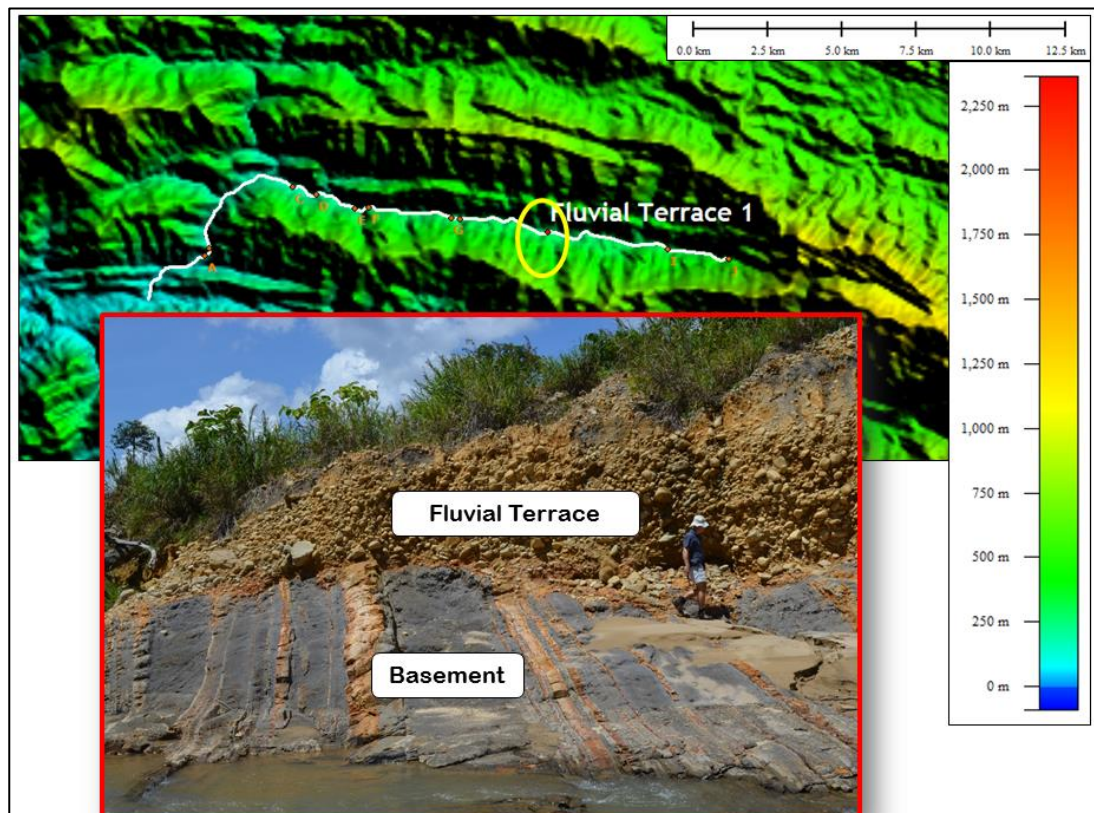 0.0 km 2.5 km 5.0 km 7.5 km 10.0 km 12.5 km
2,250 m
2,000 m
1,750 m
1,500 m
1,250 m
1,000 m
750 m
500 m
250 m
0 m
C
Fluvial Terrace 1
G
A
Fluvial Terrace
Basement